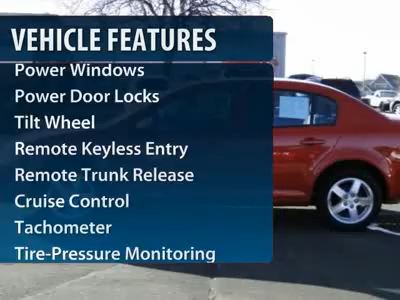 VEHICLE FEATURES
Power Windows
Power Door Locks
Tilt Wheel
Remote Keyless Entry
Remote Trunk Release
Cruise Control
Tachometer
Tire-Pressure Monitoring